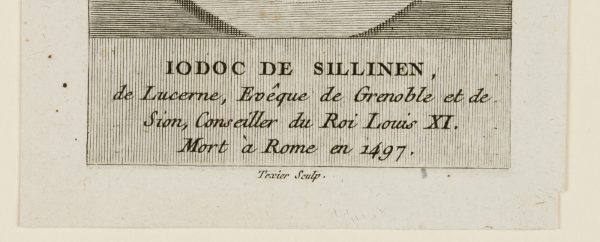 IODOC DE SILLINEN,
de Lucerne, Evêque de Grenoble et de
Sion, Conseiller du Roi Louis XI.
Mort à Rome en 1497.
Texier Sculp.